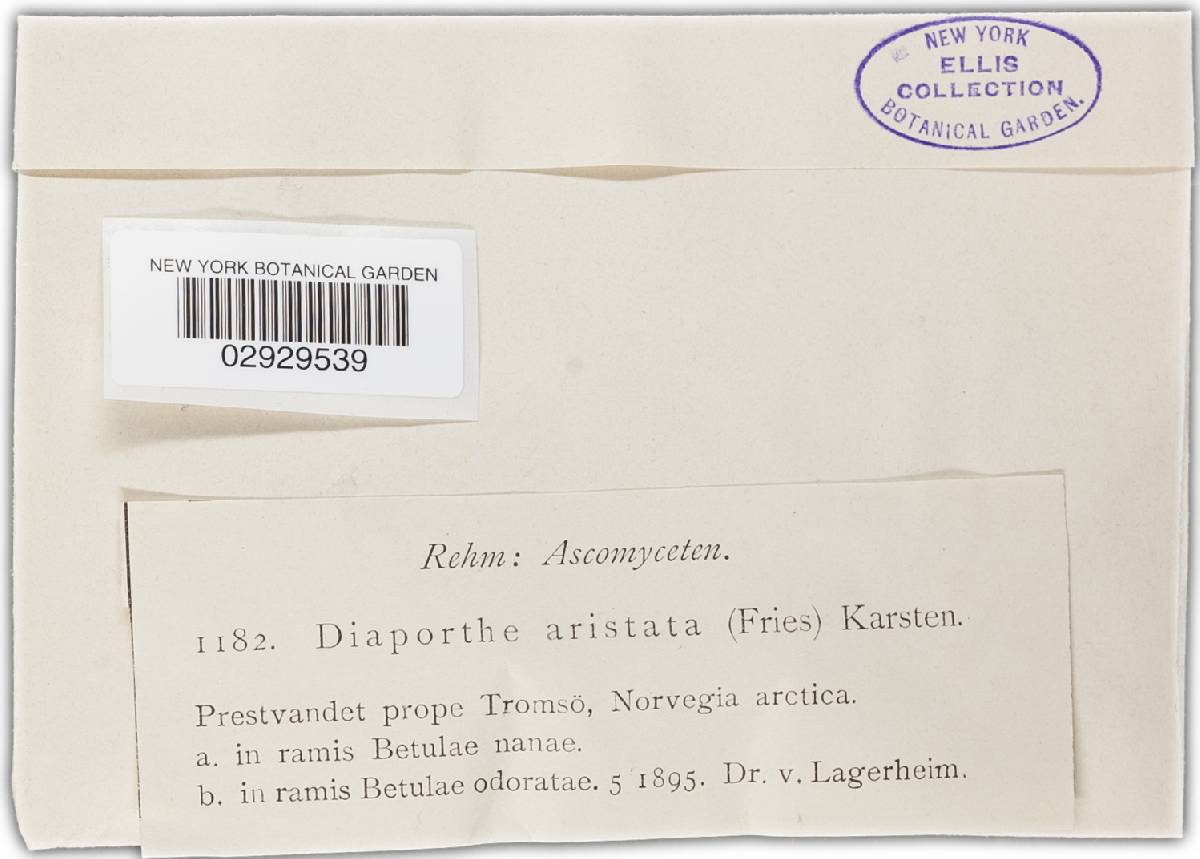 NEW YORK
ELLIS
COLLECTION
BOTANICAL GARDEN.
NEW YORK BOTANICAL GARDEN
02929539
Rehm: Ascomyceten.
1182. Diaporthe aristata (Fries) Karsten.
Prestvandet prope Tromsö, Norvegia arctica.
a. in ramis Betulae nanae.
b. in ramis Betulae odoratae. 5 1895. Dr. v. Lagerheim.